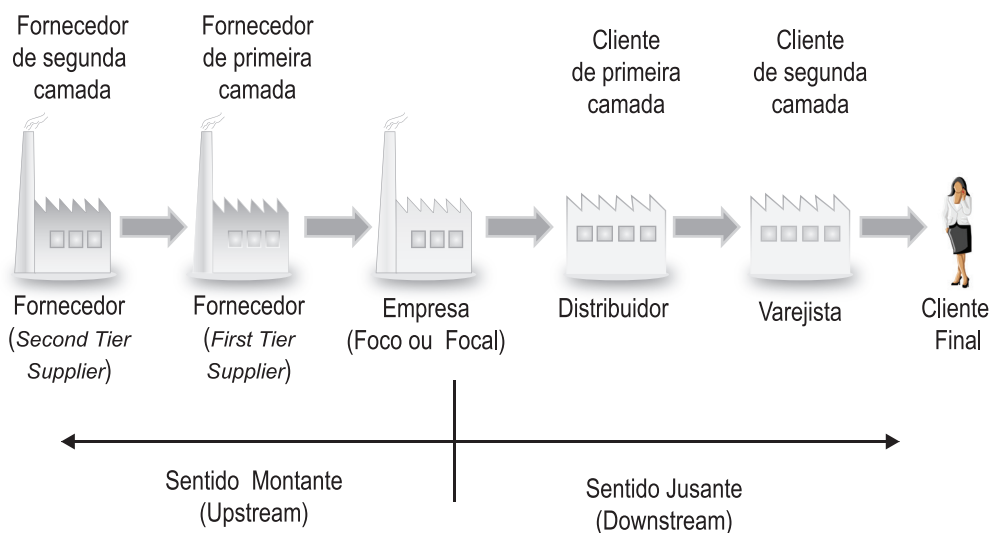 Fornecedor
de segunda
camada
Fornecedor
de primeira
camada
Cliente
de primeira
camada
Cliente
de segunda
camada
Fornecedor
(Second Tier
Supplier)
Fornecedor
(First Tier
Supplier)
Empresa
(Foco ou Focal)
Distribuidor
Varejista
Cliente
Final
Sentido Montante
(Upstream)
Sentido Jusante
(Downstream)